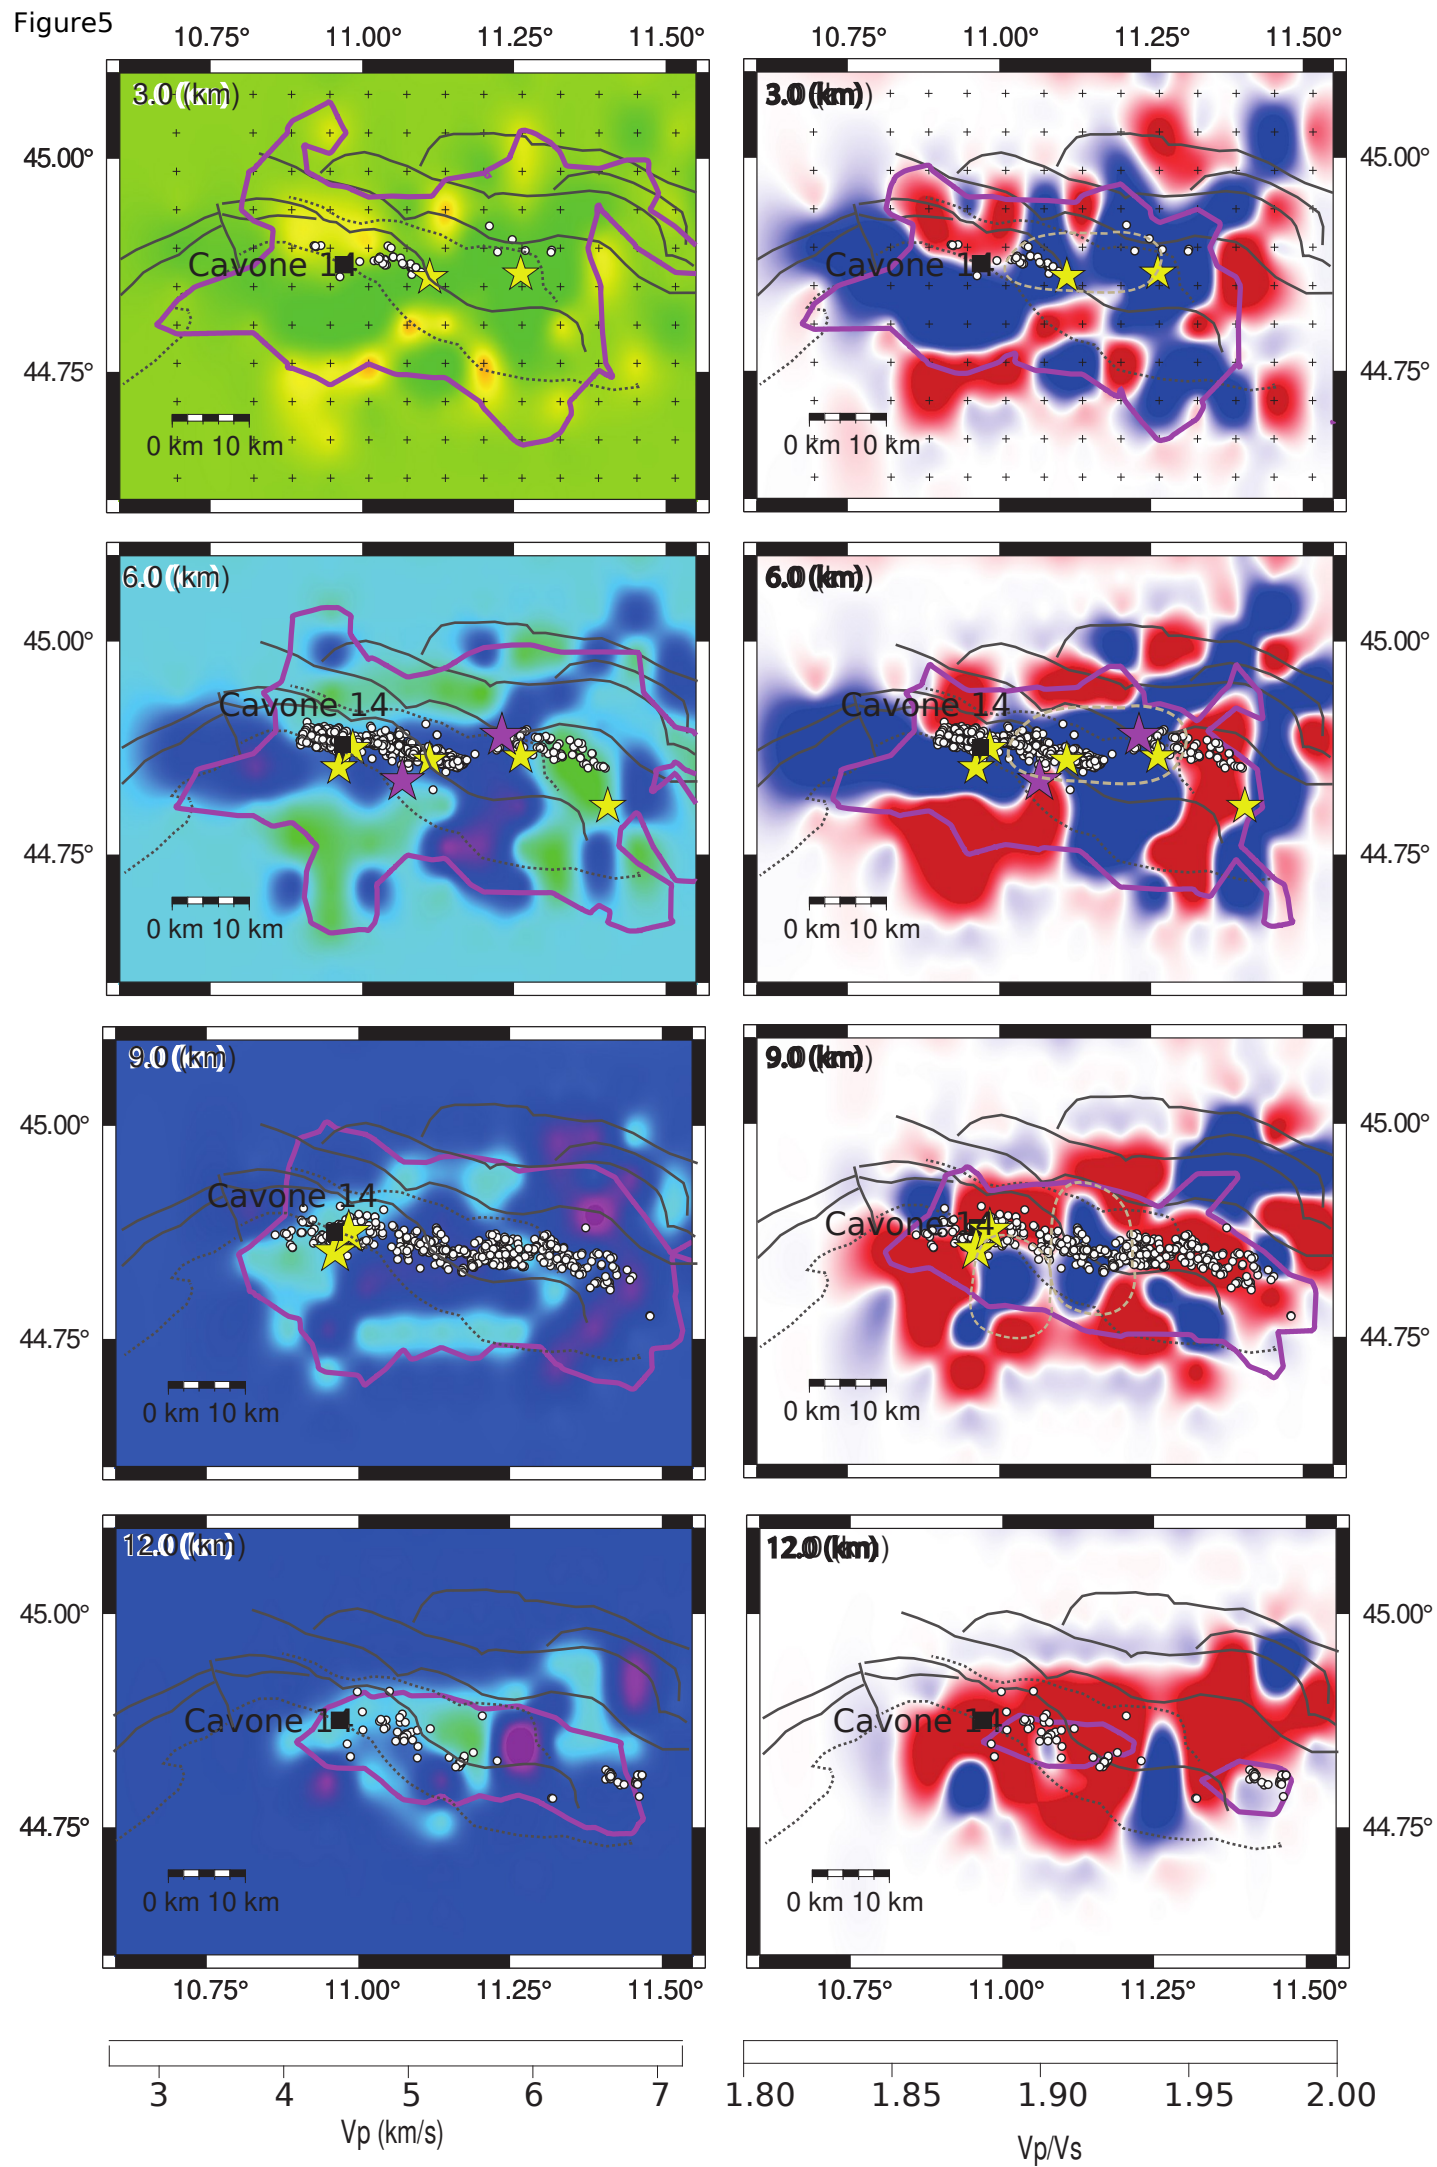 Figure5
10.75° 11.00° 11.25° 11.50° 10.75° 11.00° 11.25° 11.50°
3.0 (km) 3.0 (km)
45.00° 45.00°
Cavone 14 Cavone 14
44.75° 44.75°
0 km 10 km 0 km 10 km
6.0 (km) 6.0 (km)
45.00° 45.00°
Cavone 14 Cavone 14
44.75° 44.75°
0 km 10 km 0 km 10 km
9.0 (km) 9.0 (km)
45.00° 45.00°
Cavone 14 Cavone 14
44.75° 44.75°
0 km 10 km 0 km 10 km
12.0 (km) 12.0 (km)
45.00° 45.00°
Cavone 14 Cavone 14
44.75° 44.75°
0 km 10 km 0 km 10 km
10.75° 11.00° 11.25° 11.50° 10.75° 11.00° 11.25° 11.50°
3 4 5 6 7 1.80 1.85 1.90 1.95 2.00
Vp (km/s) Vp/Vs